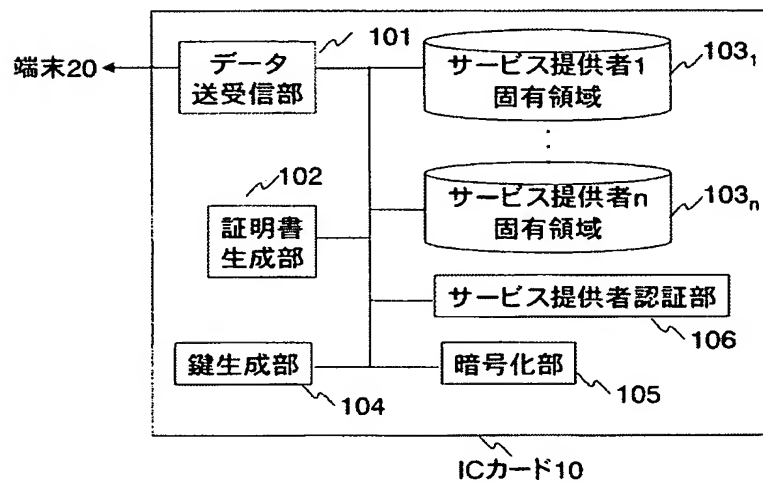 101
端末20
データ
送受信部
サービス提供者1
固有領域
103₁
102
証明書
生成部
サービス提供者n
固有領域
103ₙ
サービス提供者認証部
106
鍵生成部
104
暗号化部
105
ICカード10